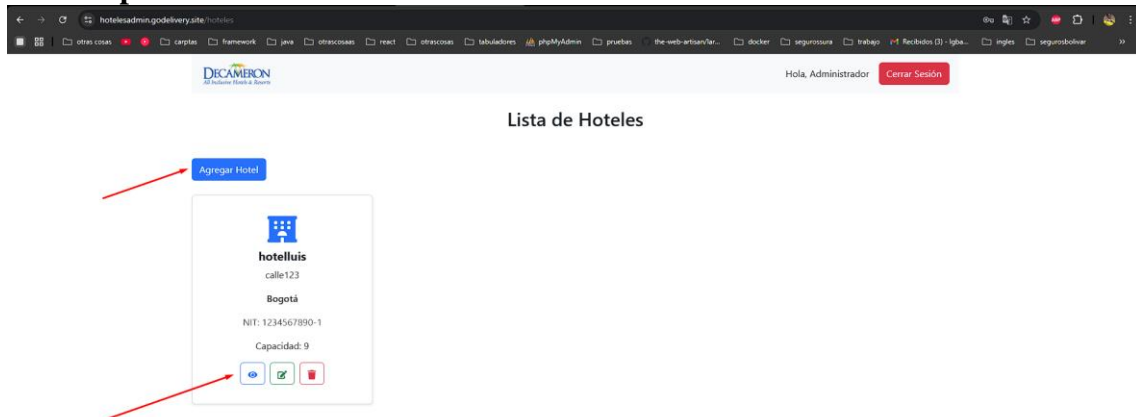 hotelesadmin.godelivery.site/hoteles
otras cosas carptas framework java otrascosaes react otrascosas tabuladores phpMyAdmin pruebas the-web-artisan/lar... docker segurossura trabajo Recibidos (3) - lgba... ingles segurosbolivar »
DECAMERON
All Inclusive Hotels & Resorts
Hola, Administrador Cerrar Sesión
Lista de Hoteles
Agregar Hotel
hotelluis
calle123
Bogotá
NIT: 1234567890-1
Capacidad: 9